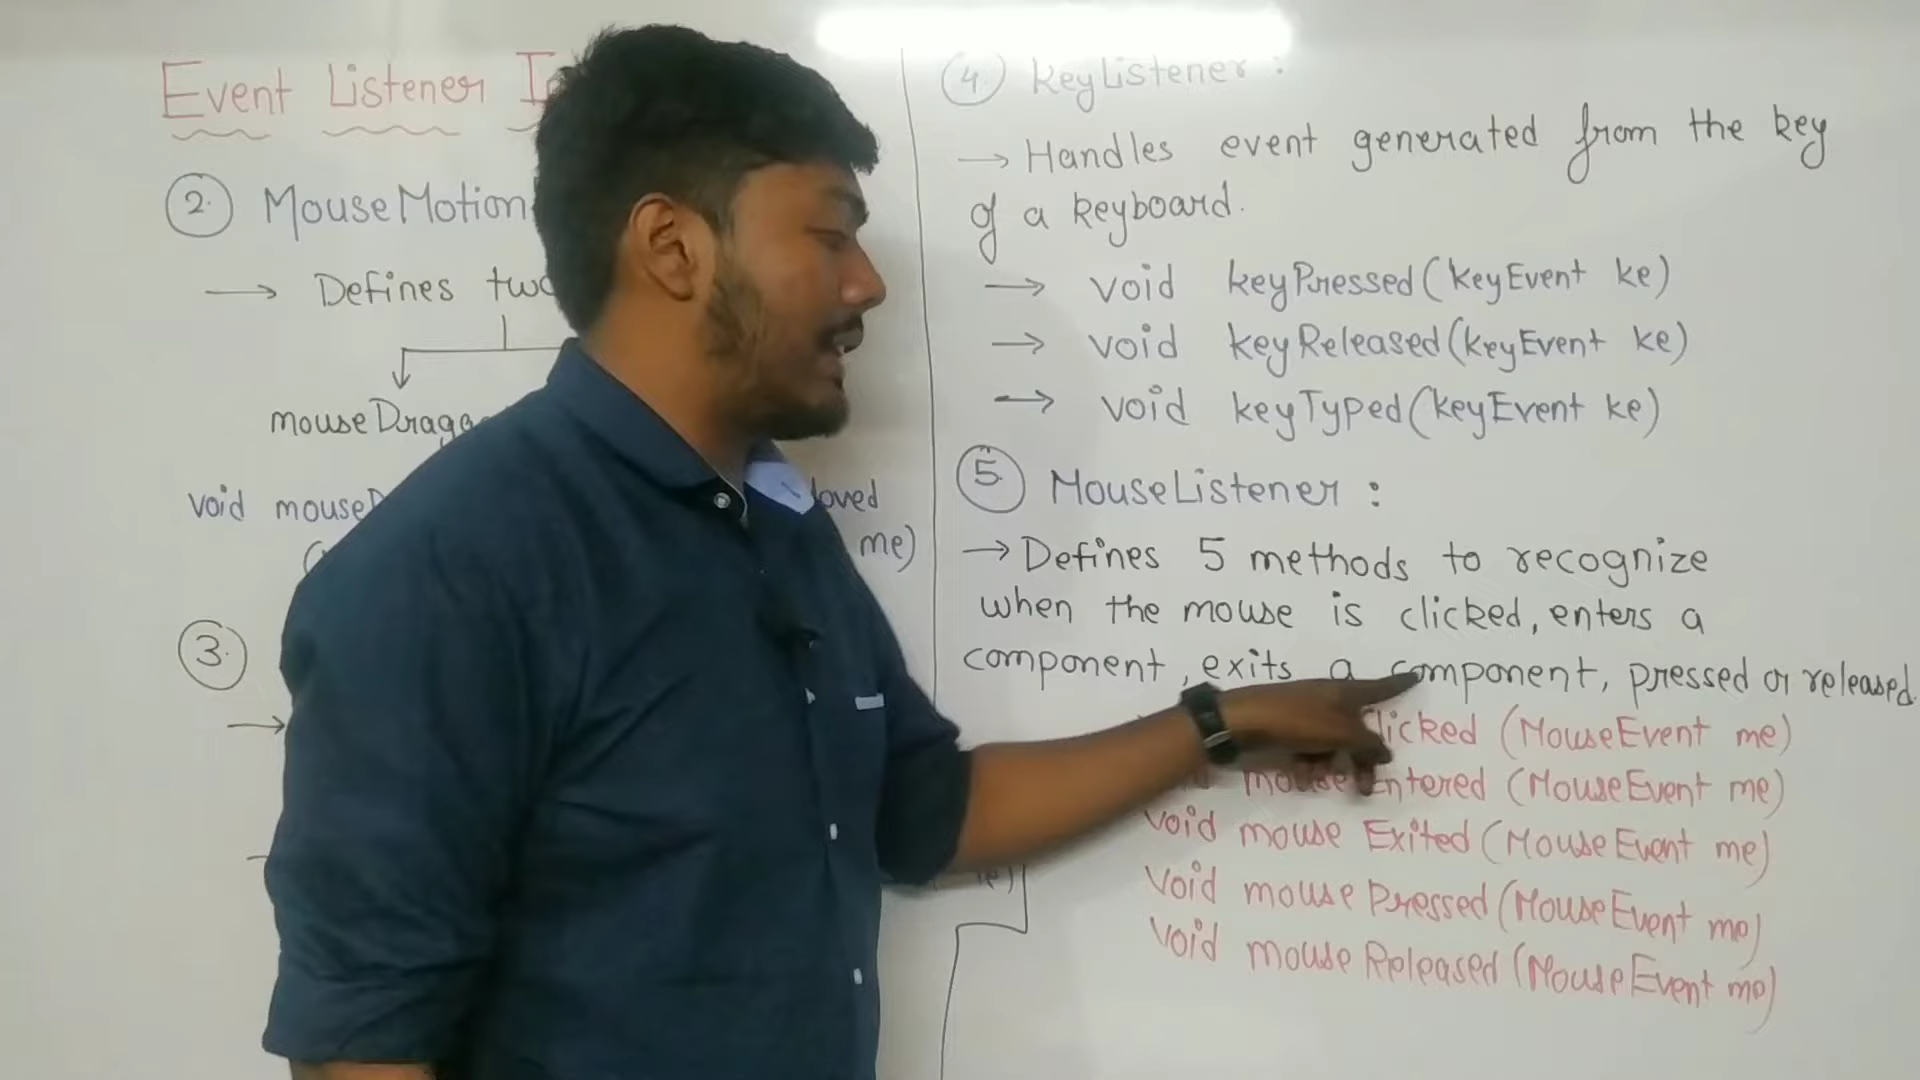 Event Listener
2. MouseMotion
→ Defines two
void mouse
oved
me)
3.
4. KeyListener :
→ Handles event generated from the key
of a keyboard.
→ void keyPressed(keyEvent ke)
→ void keyReleased(keyEvent ke)
→ void keyTyped(keyEvent ke)
5. MouseListener :
→ Defines 5 methods to recognize
when the mouse is clicked, enters a
component, exits a component, pressed or released.
licked (MouseEvent me)
mouse Entered (MouseEvent me)
void mouse Exited (MouseEvent me)
void mouse Pressed (MouseEvent me)
void mouse Released (MouseEvent me)